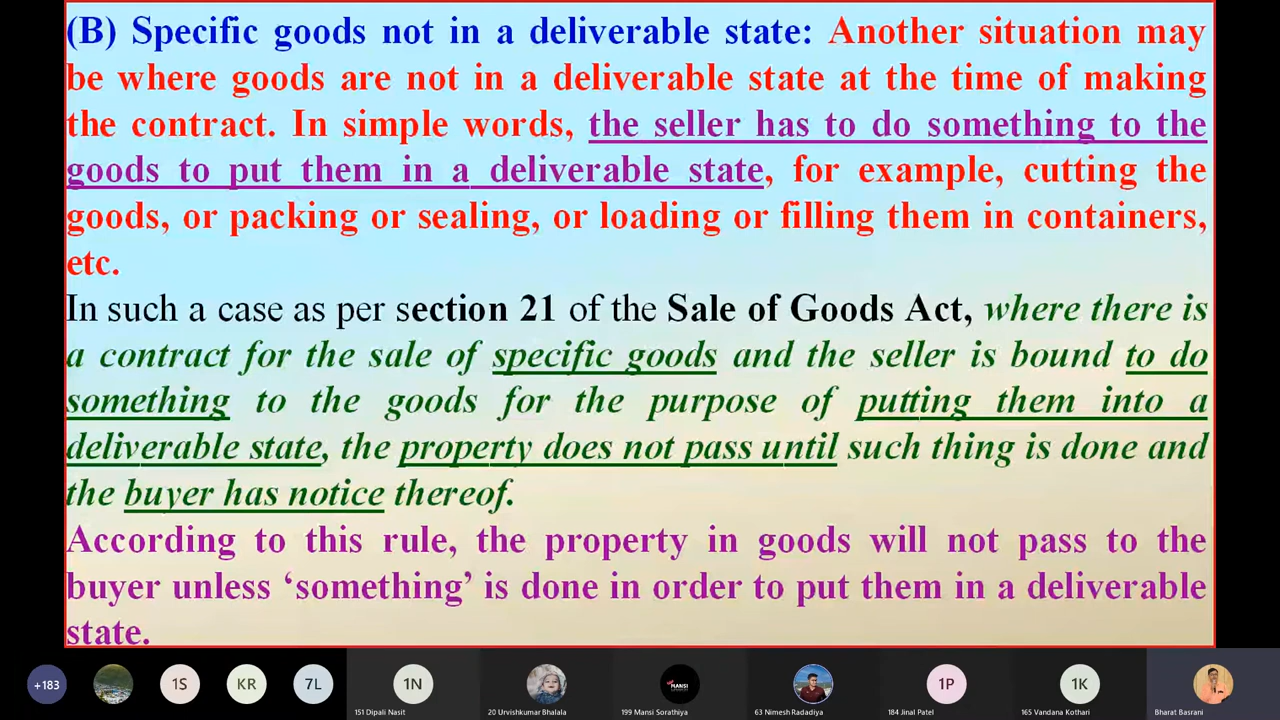 (B) Specific goods not in a deliverable state: Another situation may
be where goods are not in a deliverable state at the time of making
the contract. In simple words, the seller has to do something to the
goods to put them in a deliverable state, for example, cutting the
goods, or packing or sealing, or loading or filling them in containers,
etc.
In such a case as per section 21 of the Sale of Goods Act, where there is
a contract for the sale of specific goods and the seller is bound to do
something to the goods for the purpose of putting them into a
deliverable state, the property does not pass until such thing is done and
the buyer has notice thereof.
According to this rule, the property in goods will not pass to the
buyer unless ‘something’ is done in order to put them in a deliverable
state.
+183 1S KR 7L 1N MANSI 1P 1K
151 Dipali Nasit 20 Urvishkumar Bhalala 199 Mansi Sorathiya 63 Nimesh Radadiya 184 Jinal Patel 165 Vandana Kothari Bharat Basrani